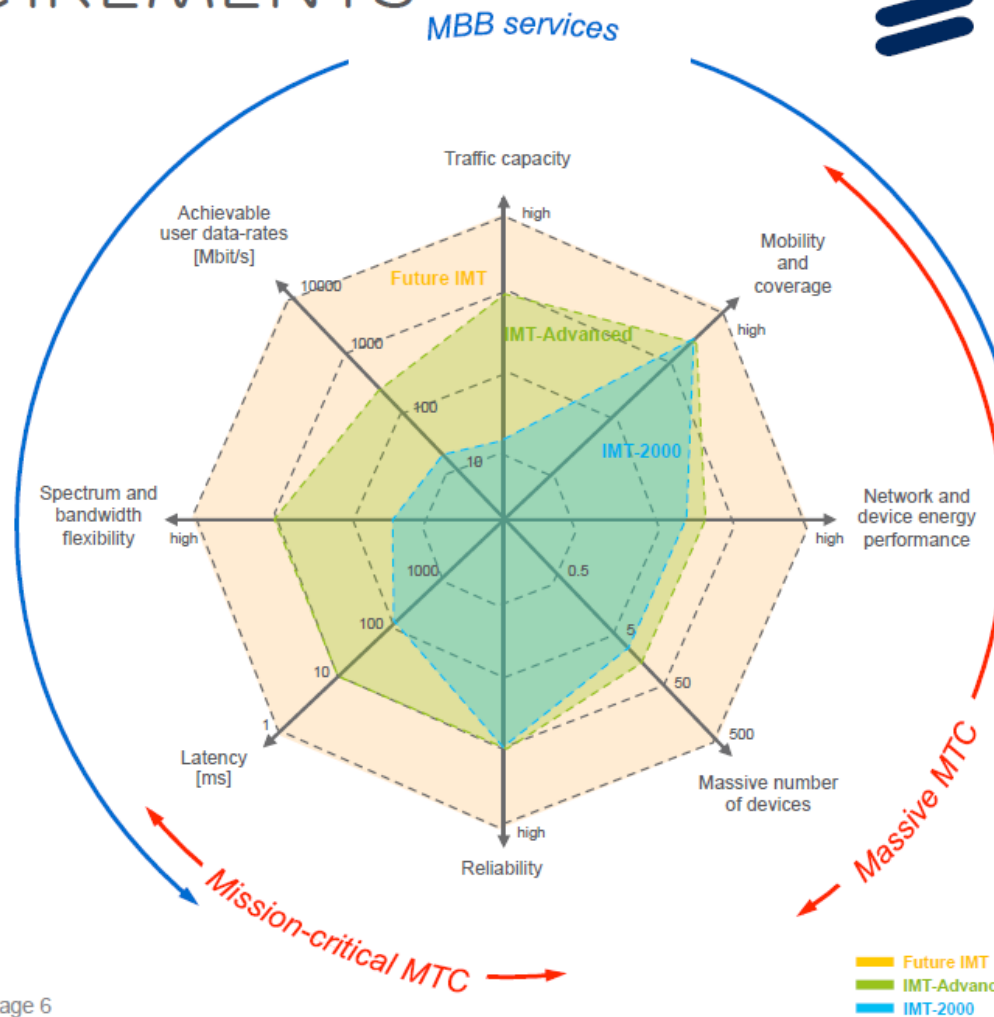 MBB services
Traffic capacity
high
Achievable
user data-rates
[Mbit/s]
Mobility
and
coverage
Future IMT
10000
high
IMT-Advanced
1000
100
IMT-2000
10
Spectrum and
bandwidth
flexibility
high
Network and
device energy
performance
high
1000
0.5
100
5
10
50
1
500
Latency
[ms]
Massive number
of devices
high
Reliability
Massive MTC
Mission-critical MTC
Future IMT
IMT-Advanc
IMT-2000
age 6